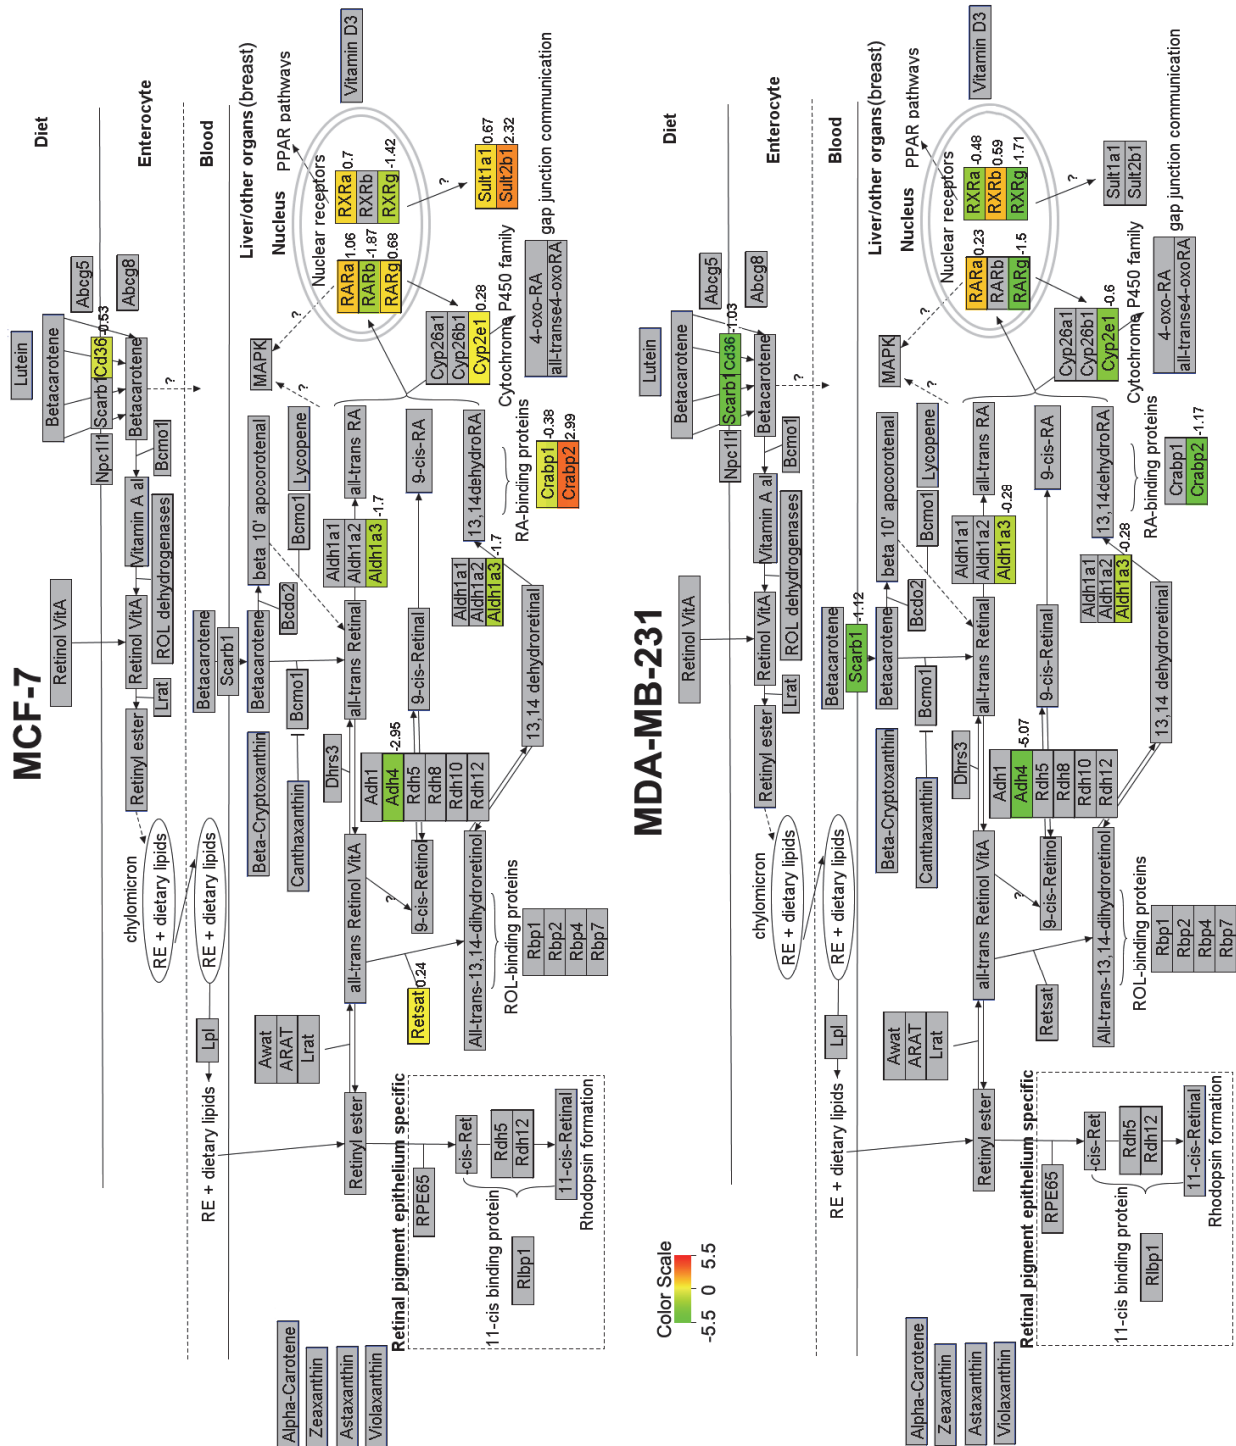 MCF-7
Diet
Lutein
Betacarotene
Abcg5
Retinol VitA
Npc1l1
Scarb1
Cd36
-0.53
Abcg8
Enterocyte
Retinyl ester
Lrat
Retinol VitA
ROL dehydrogenases
Vitamin A al
Bcmo1
Betacarotene
?
chylomicron
RE + dietary lipids
Blood
RE + dietary lipids
Lpl
RE + dietary lipids
Betacarotene
Scarb1
Liver/other organs (breast)
Betacarotene
Bcdo2
beta 10' apocorotenal
Bcmo1
Lycopene
Bcmo1
Beta-Cryptoxanthin
Canthaxanthin
MAPK
?
?
Nucleus
PPAR pathways
Nuclear receptors
RARa
1.06
RARb
-1.87
RARg
0.68
RXRa
0.7
RXRb
RXRg
-1.42
Vitamin D3
?
Sult1a1
0.67
Sult2b1
2.32
Alpha-Carotene
Zeaxanthin
Astaxanthin
Violaxanthin
Retinyl ester
Awat
ARAT
Lrat
all-trans Retinol VitA
Dhrs3
all-trans Retinal
Aldh1a1
Aldh1a2
Aldh1a3
-1.7
all-trans RA
Adh1
Adh4
-2.95
Rdh5
Rdh8
Rdh10
Rdh12
?
9-cis-Retinol
9-cis-Retinal
9-cis-RA
Retsat
0.24
All-trans-13,14-dihydroretinol
13,14 dehydroretinal
Aldh1a1
Aldh1a2
Aldh1a3
-1.7
13,14dehydroRA
Cyp26a1
Cyp26b1
Cyp2e1
0.28
Cytochrome P450 family
4-oxo-RA
all-transe4-oxoRA
gap junction communication
ROL-binding proteins
Rbp1
Rbp2
Rbp4
Rbp7
RA-binding proteins
Crabp1
-0.38
Crabp2
2.99
Retinal pigment epithelium specific
RPE65
cis-Ret
Rdh5
Rdh12
11-cis-Retinal
11-cis binding protein
Rlbp1
Rhodopsin formation
Color Scale
-5.5 0 5.5
MDA-MB-231
Diet
Lutein
Betacarotene
Abcg5
Retinol VitA
Npc1l1
Scarb1
Cd36
-1.03
Abcg8
Enterocyte
Retinyl ester
Lrat
Retinol VitA
ROL dehydrogenases
Vitamin A al
Bcmo1
Betacarotene
?
chylomicron
RE + dietary lipids
Blood
RE + dietary lipids
Lpl
RE + dietary lipids
Betacarotene
Scarb1
-1.12
Liver/other organs (breast)
Betacarotene
Bcdo2
beta 10' apocorotenal
Bcmo1
Lycopene
Bcmo1
Beta-Cryptoxanthin
Canthaxanthin
MAPK
?
?
Nucleus
PPAR pathways
Nuclear receptors
RARa
0.23
RARb
RARg
-1.5
RXRa
-0.48
RXRb
0.59
RXRg
-1.71
Vitamin D3
?
Sult1a1
Sult2b1
Alpha-Carotene
Zeaxanthin
Astaxanthin
Violaxanthin
Retinyl ester
Awat
ARAT
Lrat
all-trans Retinol VitA
Dhrs3
all-trans Retinal
Aldh1a1
Aldh1a2
Aldh1a3
-0.28
all-trans RA
Adh1
Adh4
-5.07
Rdh5
Rdh8
Rdh10
Rdh12
?
9-cis-Retinol
9-cis-Retinal
9-cis-RA
Retsat
All-trans-13,14-dihydroretinol
13,14 dehydroretinal
Aldh1a1
Aldh1a2
Aldh1a3
-0.28
13,14dehydroRA
Cyp26a1
Cyp26b1
Cyp2e1
-0.6
Cytochrome P450 family
4-oxo-RA
all-transe4-oxoRA
gap junction communication
ROL-binding proteins
Rbp1
Rbp2
Rbp4
Rbp7
RA-binding proteins
Crabp1
Crabp2
-1.17
Retinal pigment epithelium specific
RPE65
cis-Ret
Rdh5
Rdh12
11-cis-Retinal
11-cis binding protein
Rlbp1
Rhodopsin formation